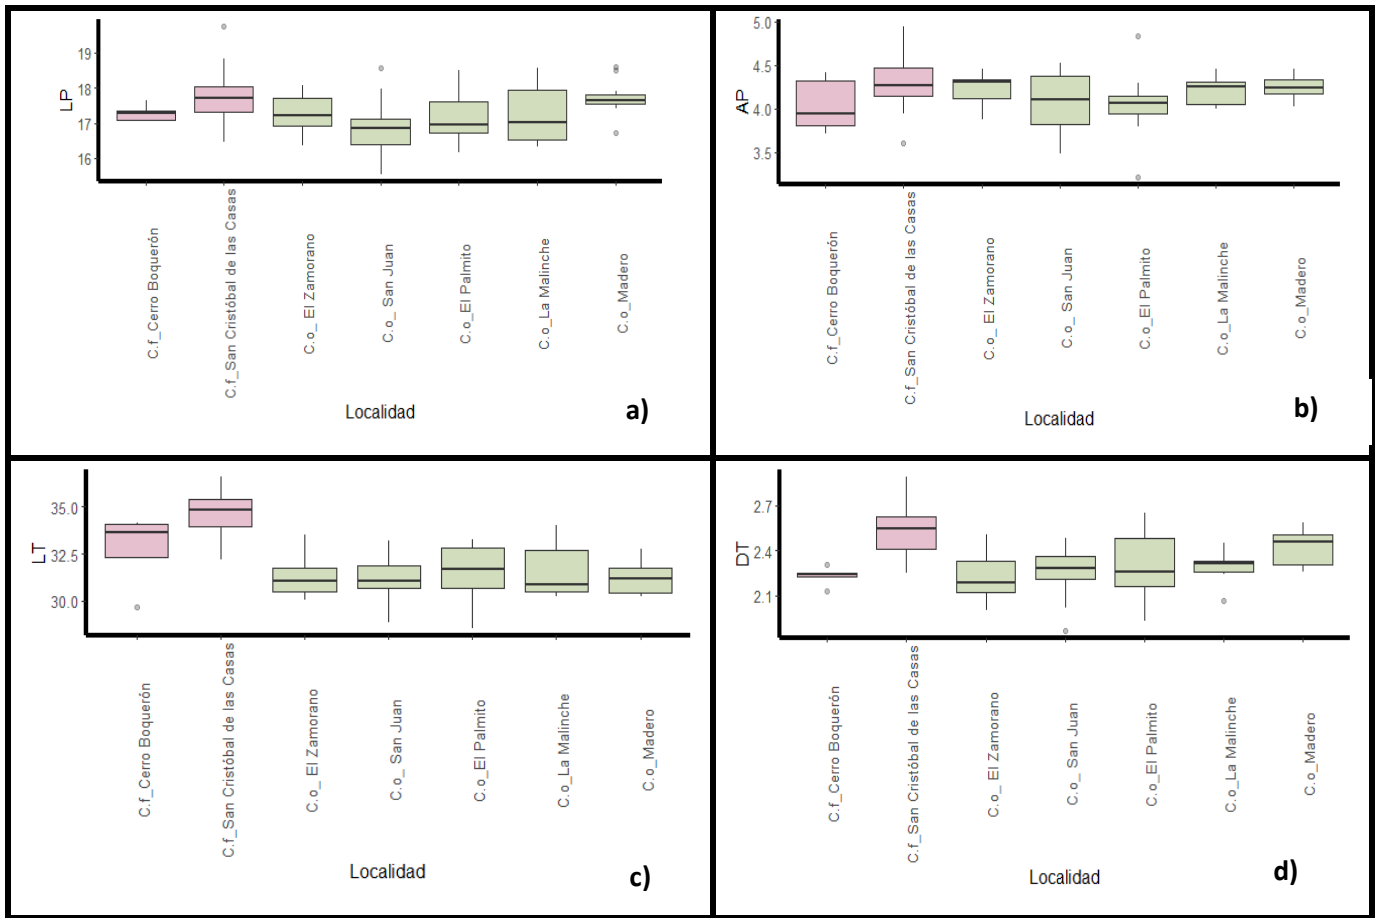 LP
19
18
17
16
C.f_Cerro Boquerón
C.f_San Cristóbal de las Casas
C.o_ El Zamorano
C.o_ San Juan
C.o_El Palmito
C.o_La Malinche
C.o_Madero
Localidad
a)
AP
5.0
4.5
4.0
3.5
C.f_Cerro Boquerón
C.f_San Cristóbal de las Casas
C.o_ El Zamorano
C.o_ San Juan
C.o_El Palmito
C.o_La Malinche
C.o_Madero
Localidad
b)
LT
35.0
32.5
30.0
C.f_Cerro Boquerón
C.f_San Cristóbal de las Casas
C.o_ El Zamorano
C.o_ San Juan
C.o_El Palmito
C.o_La Malinche
C.o_Madero
Localidad
c)
DT
2.7
2.4
2.1
C.f_Cerro Boquerón
C.f_San Cristóbal de las Casas
C.o_ El Zamorano
C.o_ San Juan
C.o_El Palmito
C.o_La Malinche
C.o_Madero
Localidad
d)